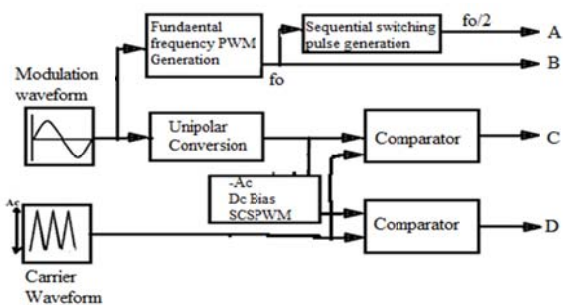 Fundaental
frequency PWM
Generation
Sequential switching
pulse generation
fo/2
A
B
fo
Modulation
waveform
Unipolar
Conversion
Comparator
C
-Ac
Dc Bias
SCSPWM
Ac
Comparator
D
Carrier
Waveform